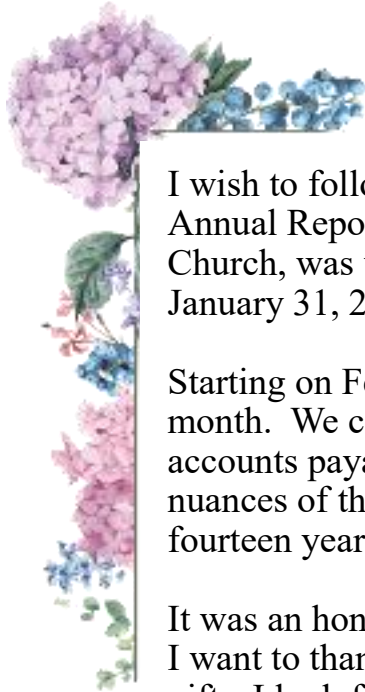 I wish to foll
Annual Repo
Church, was
January 31, 2
Starting on F
month. We c
accounts pay
nuances of th
fourteen year
It was an hon
I want to than